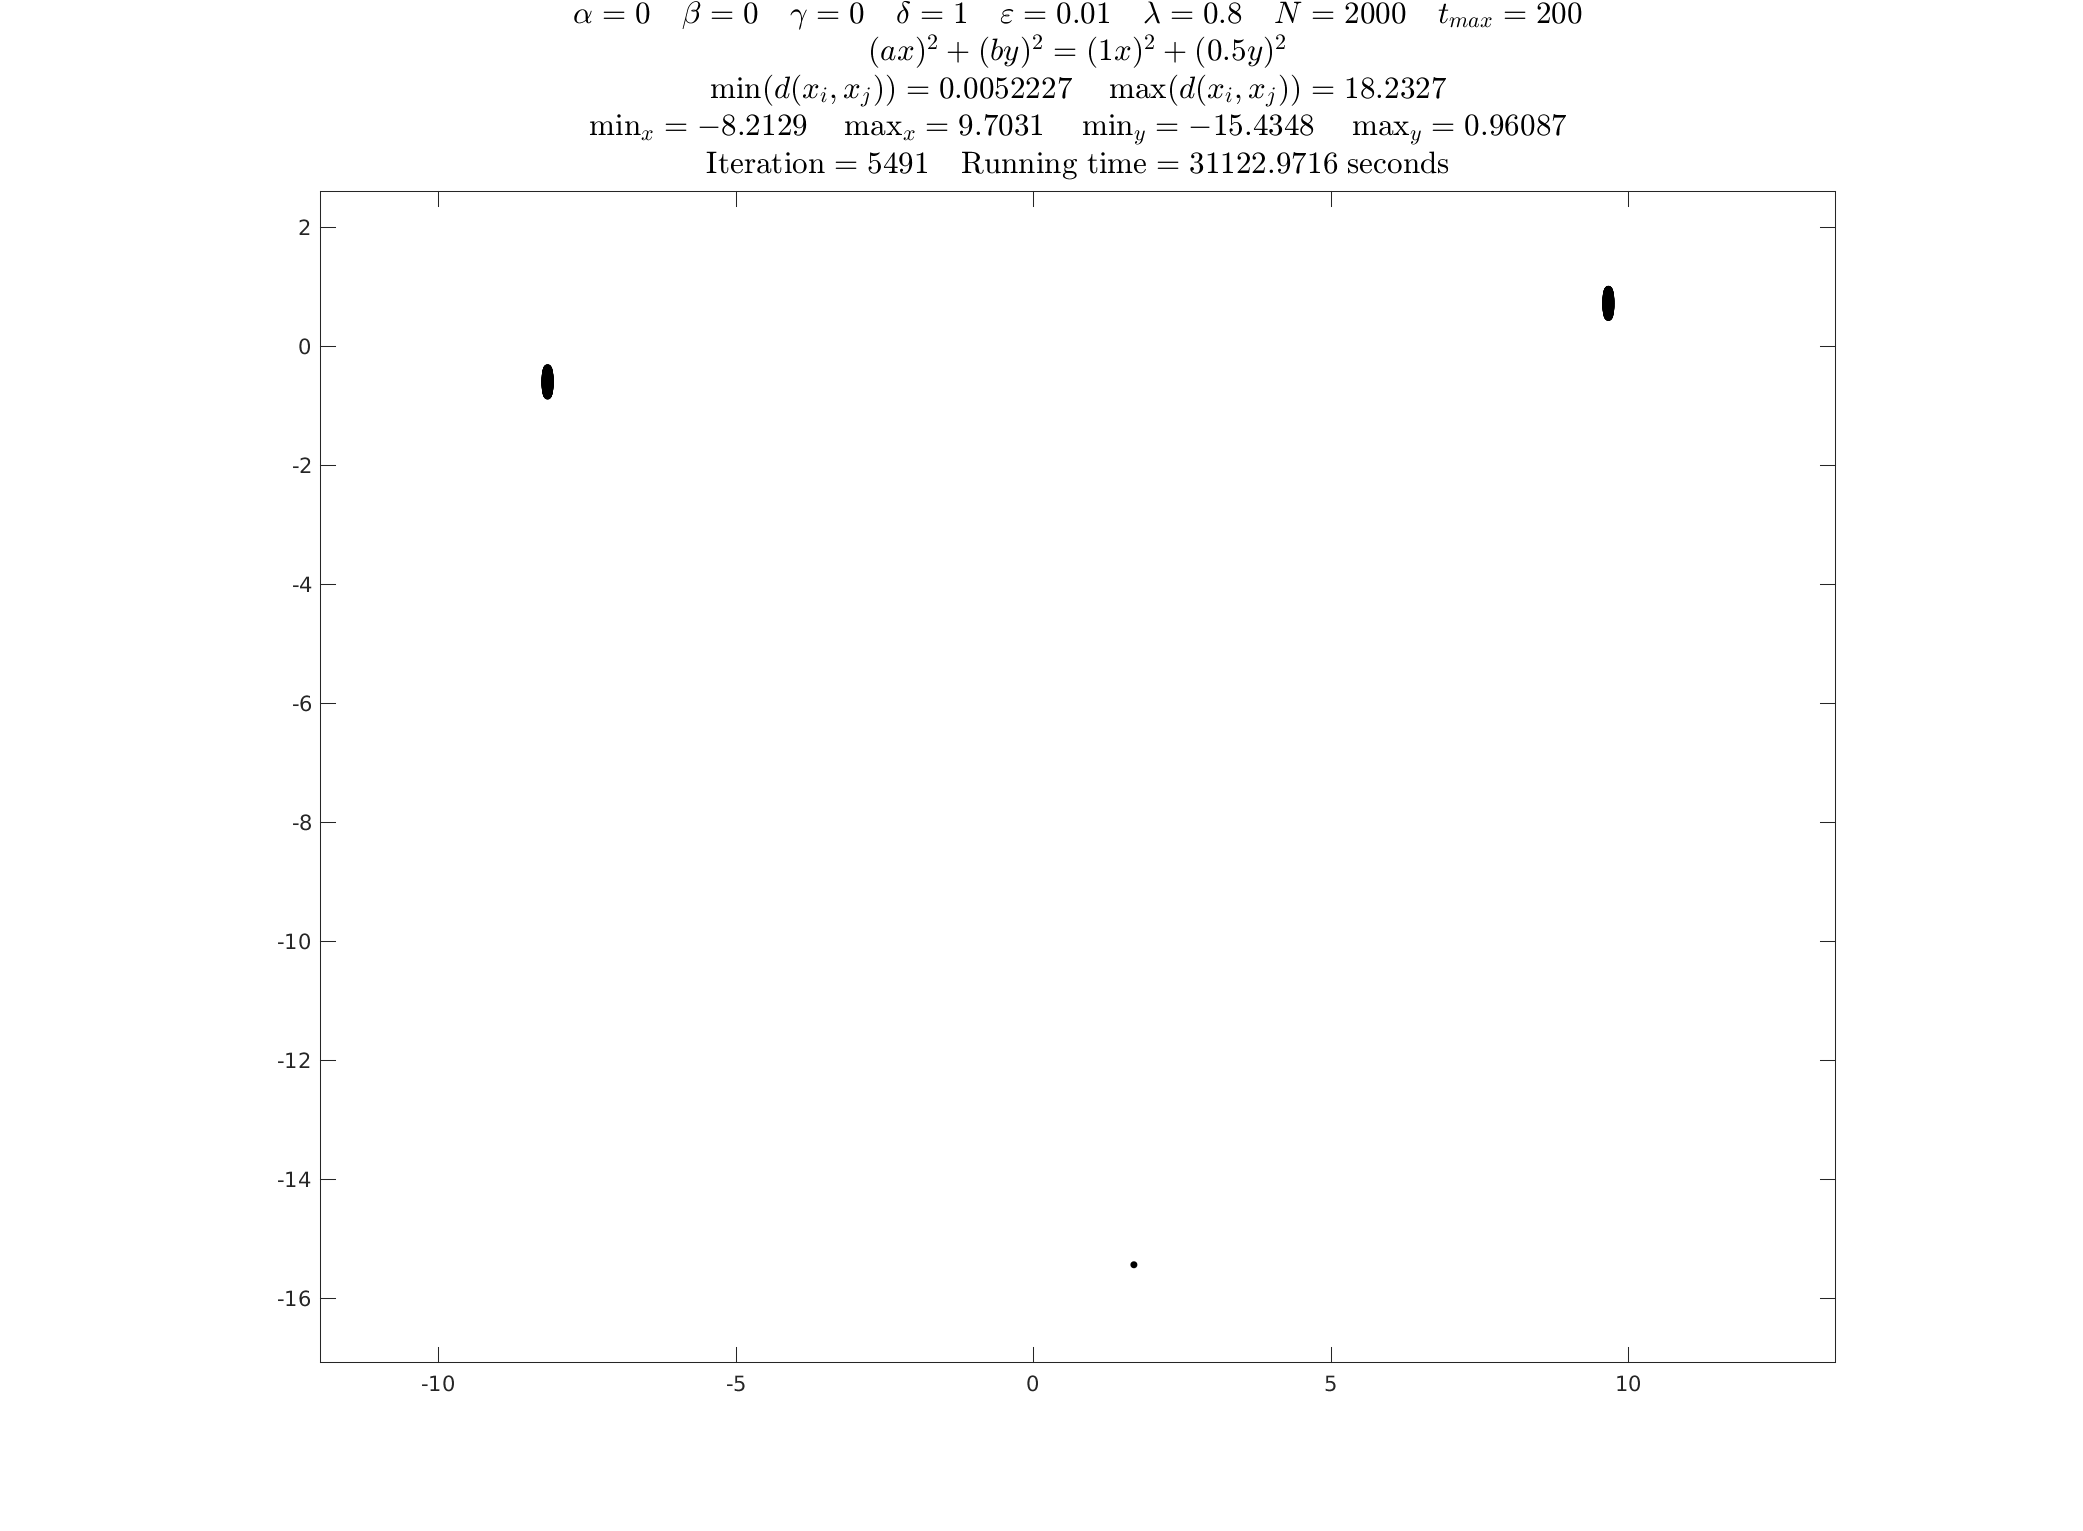 α = 0 β = 0 γ = 0 δ = 1 ε = 0.01 λ = 0.8 N = 2000 t_max = 200
(ax)² + (by)² = (1x)² + (0.5y)²
min(d(x_i, x_j)) = 0.0052227 max(d(x_i, x_j)) = 18.2327
min_x = −8.2129 max_x = 9.7031 min_y = −15.4348 max_y = 0.96087
Iteration = 5491 Running time = 31122.9716 seconds
2
0
-2
-4
-6
-8
-10
-12
-14
-16
-10 -5 0 5 10